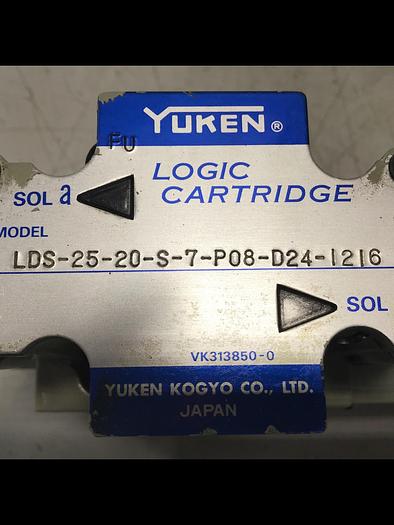 YUKEN ®
FU
LOGIC
CARTRIDGE
SOL a
MODEL
LDS-25-20-S-7-P08-D24-1216
SOL
VK313850-0
YUKEN KOGYO CO., LTD.
JAPAN